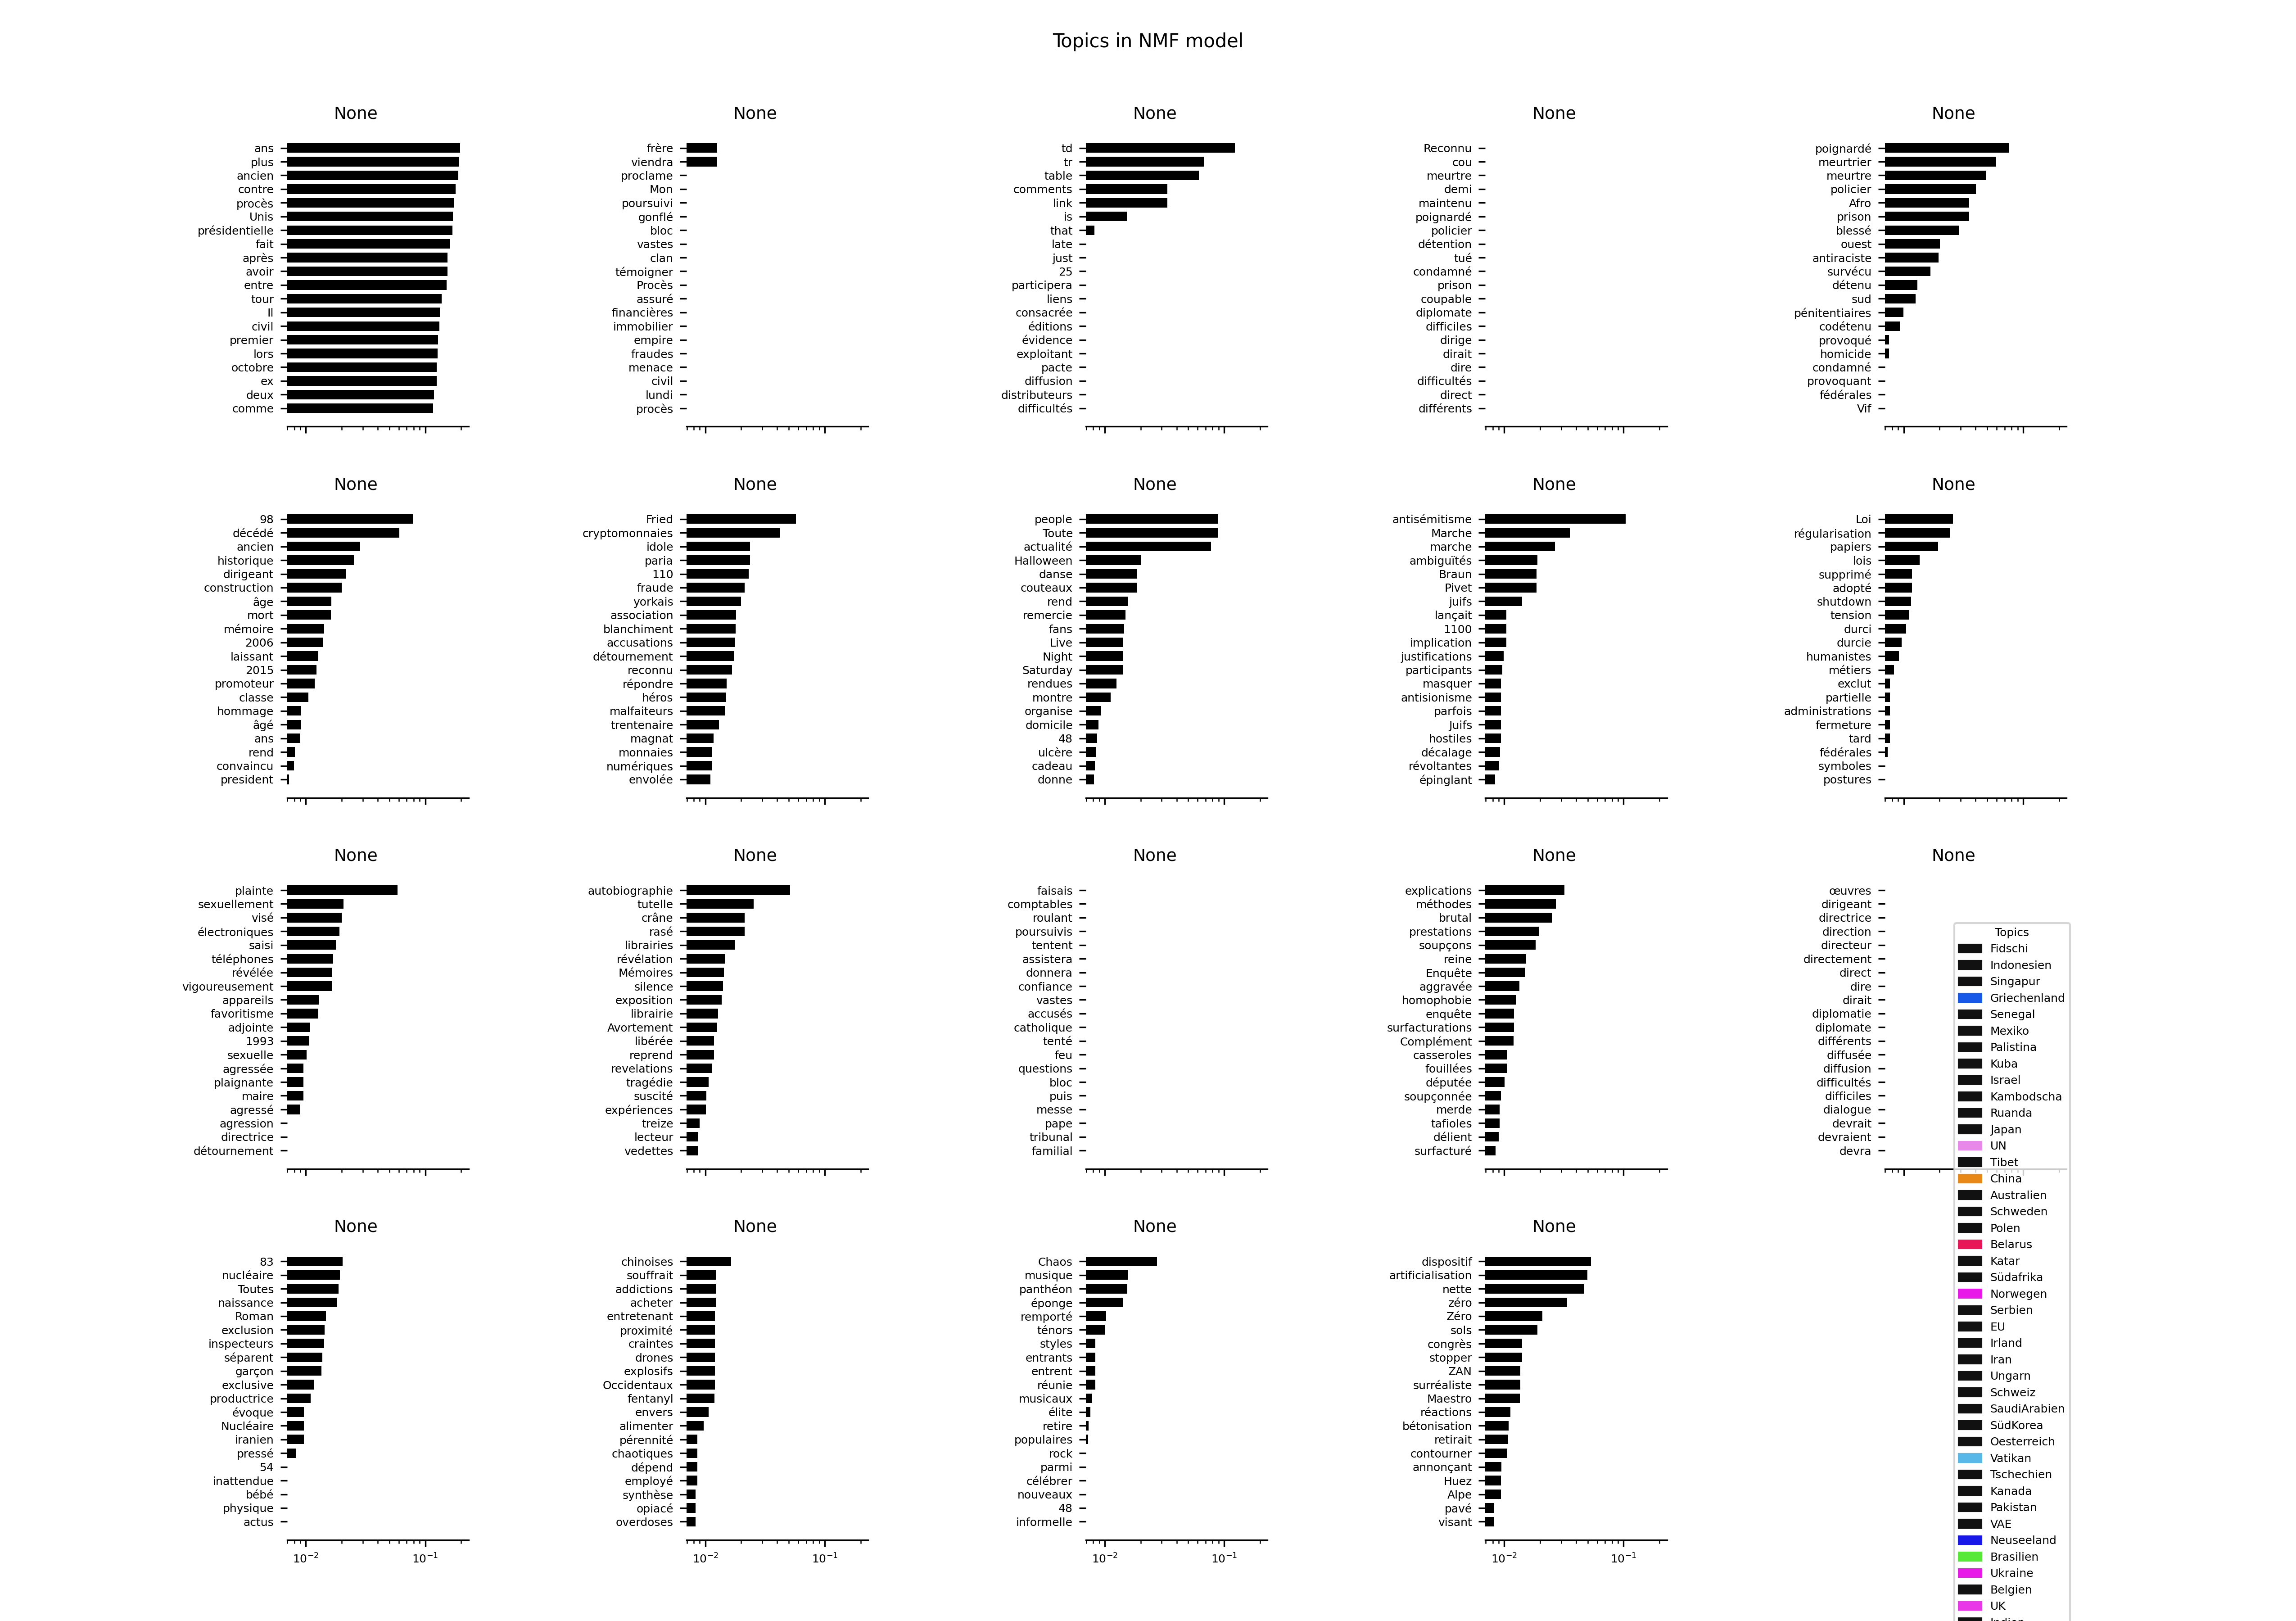 Topics in NMF model
None
ans
plus
ancien
contre
procès
Unis
présidentielle
fait
après
avoir
entre
tour
Il
civil
premier
lors
octobre
ex
deux
comme
None
frère
viendra
proclame
Mon
poursuivi
gonflé
bloc
vastes
clan
témoigner
Procès
assuré
financières
immobilier
empire
fraudes
menace
civil
lundi
procès
None
td
tr
table
comments
link
is
that
late
just
25
participera
liens
consacrée
éditions
évidence
exploitant
pacte
diffusion
distributeurs
difficultés
None
Reconnu
cou
meurtre
demi
maintenu
poignardé
policier
détention
tué
condamné
prison
coupable
diplomate
difficiles
dirige
dirait
dire
difficultés
direct
différents
None
poignardé
meurtrier
meurtre
policier
Afro
prison
blessé
ouest
antiraciste
survécu
détenu
sud
pénitentiaires
codétenu
provoqué
homicide
condamné
provoquant
fédérales
Vif
None
98
décédé
ancien
historique
dirigeant
construction
âge
mort
mémoire
2006
laissant
2015
promoteur
classe
hommage
âgé
ans
rend
convaincu
president
None
Fried
cryptomonnaies
idole
paria
110
fraude
yorkais
association
blanchiment
accusations
détournement
reconnu
répondre
héros
malfaiteurs
trentenaire
magnat
monnaies
numériques
envolée
None
people
Toute
actualité
Halloween
danse
couteaux
rend
remercie
fans
Live
Night
Saturday
rendues
montre
organise
domicile
48
ulcère
cadeau
donne
None
antisémitisme
Marche
marche
ambiguïtés
Braun
Pivet
juifs
lançait
1100
implication
justifications
participants
masquer
antisionisme
parfois
Juifs
hostiles
décalage
révoltantes
épinglant
None
Loi
régularisation
papiers
lois
supprimé
adopté
shutdown
tension
durci
durcie
humanistes
métiers
exclut
partielle
administrations
fermeture
tard
fédérales
symboles
postures
None
plainte
sexuellement
visé
électroniques
saisi
téléphones
révélée
vigoureusement
appareils
favoritisme
adjointe
1993
sexuelle
agressée
plaignante
maire
agressé
agression
directrice
détournement
None
autobiographie
tutelle
crâne
rasé
librairies
révélation
Mémoires
silence
exposition
librairie
Avortement
libérée
reprend
revelations
tragédie
suscité
expériences
treize
lecteur
vedettes
None
faisais
comptables
roulant
poursuivis
tentent
assistera
donnera
confiance
vastes
accusés
catholique
tenté
feu
questions
bloc
puis
messe
pape
tribunal
familial
None
explications
méthodes
brutal
prestations
soupçons
reine
Enquête
aggravée
homophobie
enquête
surfacturations
Complément
casseroles
fouillées
députée
soupçonnée
merde
tafioles
délient
surfacturé
None
œuvres
dirigeant
directrice
direction
directeur
directement
direct
dire
dirait
diplomatie
diplomate
différents
diffusée
diffusion
difficultés
difficiles
dialogue
devrait
devraient
devra
None
83
nucléaire
Toutes
naissance
Roman
exclusion
inspecteurs
séparent
garçon
exclusive
productrice
évoque
Nucléaire
iranien
pressé
54
inattendue
bébé
physique
actus
10⁻² 10⁻¹
None
chinoises
souffrait
addictions
acheter
entretenant
proximité
craintes
drones
explosifs
Occidentaux
fentanyl
envers
alimenter
pérennité
chaotiques
dépend
employé
synthèse
opiacé
overdoses
10⁻² 10⁻¹
None
Chaos
musique
panthéon
éponge
remporté
ténors
styles
entrants
entrent
réunie
musicaux
élite
retire
populaires
rock
parmi
célébrer
nouveaux
48
informelle
10⁻² 10⁻¹
None
dispositif
artificialisation
nette
zéro
Zéro
sols
congrès
stopper
ZAN
surréaliste
Maestro
réactions
bétonisation
retirait
contourner
annonçant
Huez
Alpe
pavé
visant
10⁻² 10⁻¹
Topics
Fidschi
Indonesien
Singapur
Griechenland
Senegal
Mexiko
Palistina
Kuba
Israel
Kambodscha
Ruanda
Japan
UN
Tibet
China
Australien
Schweden
Polen
Belarus
Katar
Südafrika
Norwegen
Serbien
EU
Irland
Iran
Ungarn
Schweiz
SaudiArabien
SüdKorea
Oesterreich
Vatikan
Tschechien
Kanada
Pakistan
VAE
Neuseeland
Brasilien
Ukraine
Belgien
UK